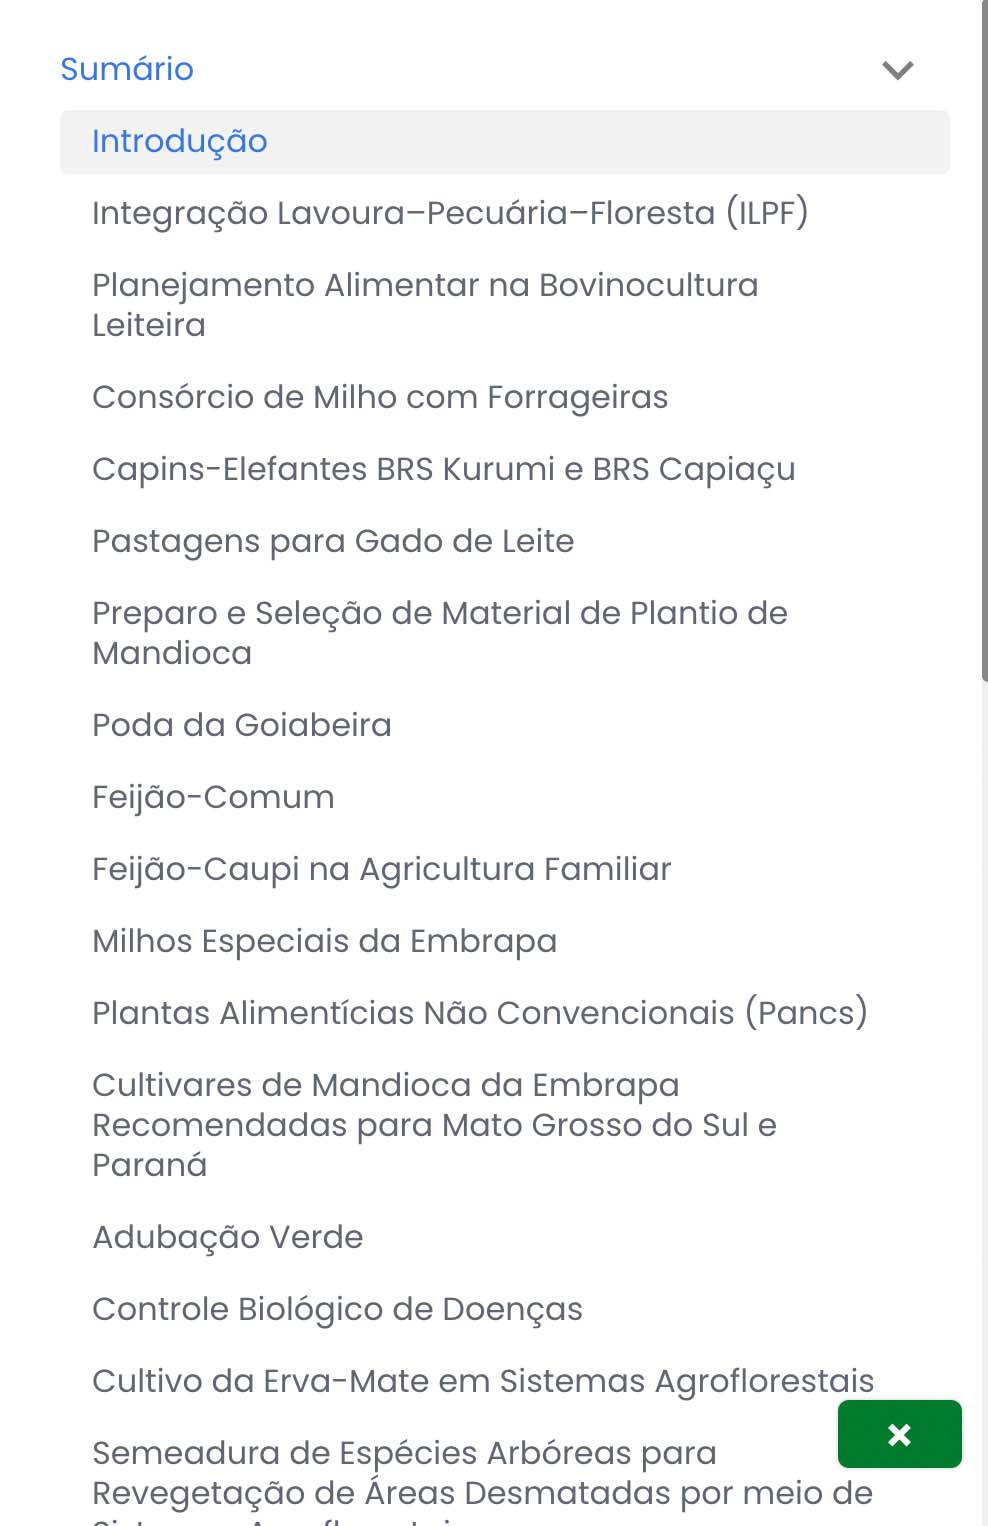 Sumário
Introdução
Integração Lavoura–Pecuária–Floresta (ILPF)
Planejamento Alimentar na Bovinocultura
Leiteira
Consórcio de Milho com Forrageiras
Capins-Elefantes BRS Kurumi e BRS Capiaçu
Pastagens para Gado de Leite
Preparo e Seleção de Material de Plantio de
Mandioca
Poda da Goiabeira
Feijão-Comum
Feijão-Caupi na Agricultura Familiar
Milhos Especiais da Embrapa
Plantas Alimentícias Não Convencionais (Pancs)
Cultivares de Mandioca da Embrapa
Recomendadas para Mato Grosso do Sul e
Paraná
Adubação Verde
Controle Biológico de Doenças
Cultivo da Erva-Mate em Sistemas Agroflorestais
Semeadura de Espécies Arbóreas para
Revegetação de Áreas Desmatadas por meio de